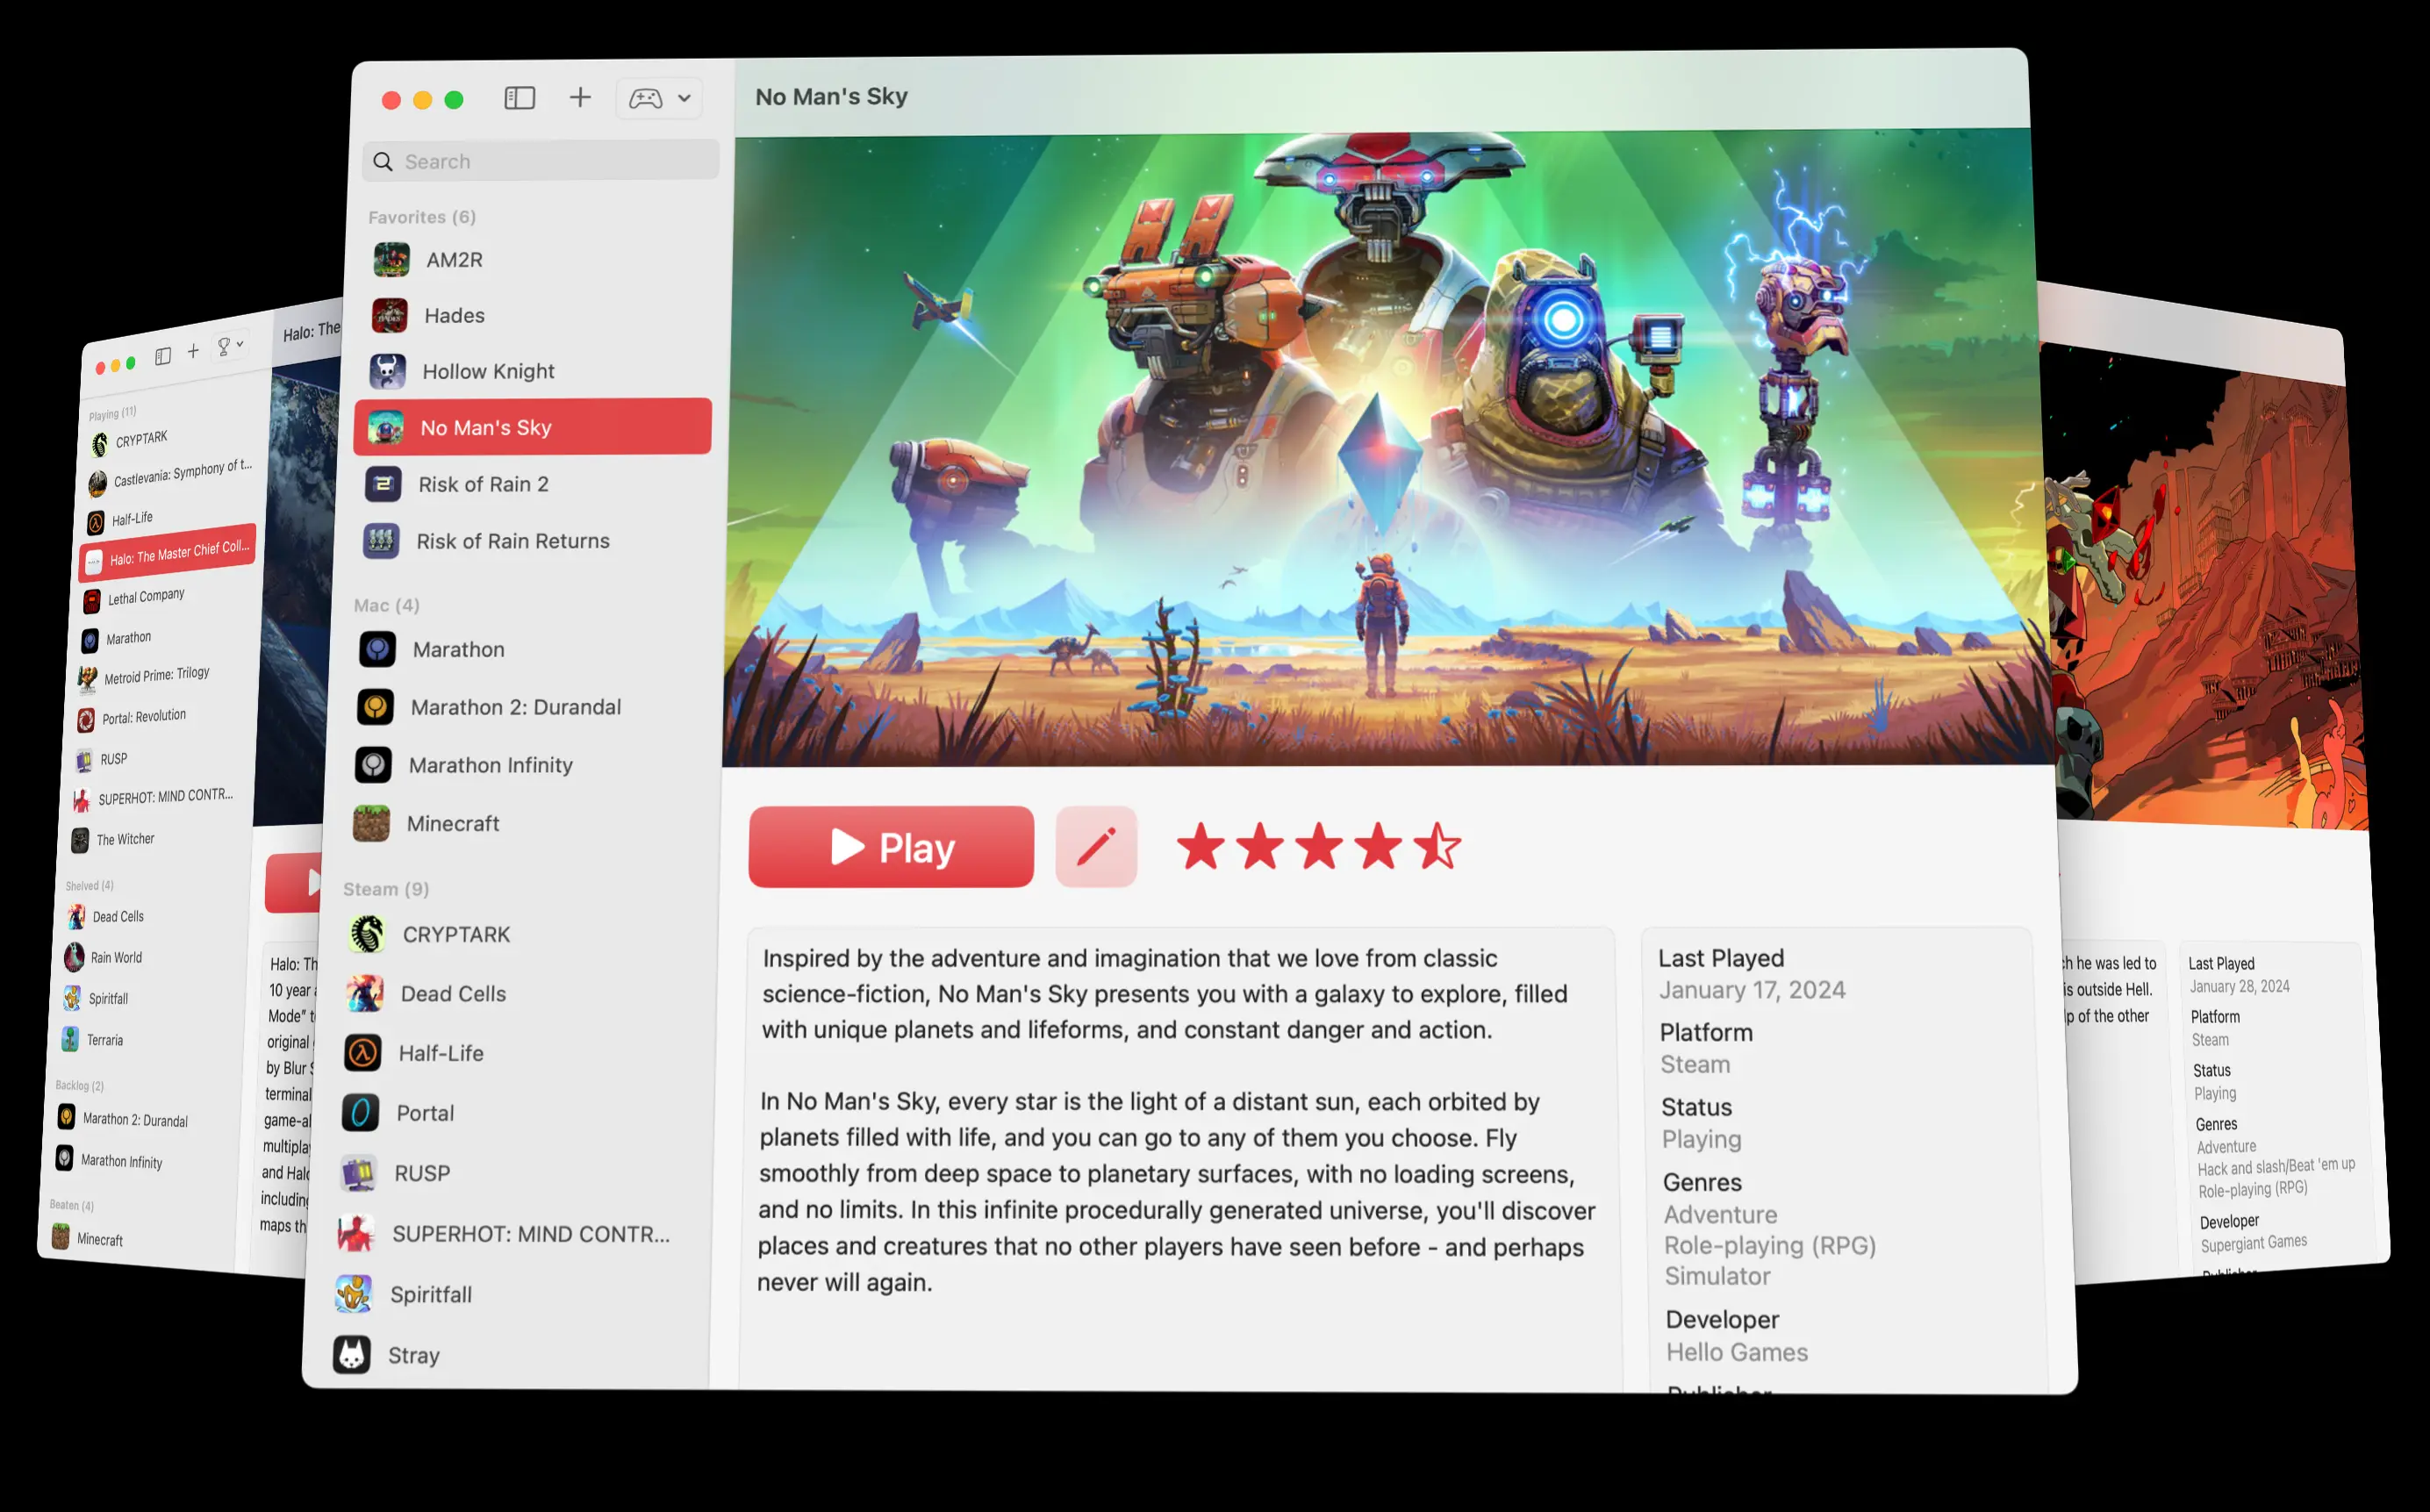 No Man's Sky
Search
Favorites (6)
AM2R
Hades
Hollow Knight
No Man's Sky
Risk of Rain 2
Risk of Rain Returns
Mac (4)
Marathon
Marathon 2: Durandal
Marathon Infinity
Minecraft
Steam (9)
CRYPTARK
Dead Cells
Half-Life
Portal
RUSP
SUPERHOT: MIND CONTR...
Spiritfall
Stray
Play
Inspired by the adventure and imagination that we love from classic
science-fiction, No Man's Sky presents you with a galaxy to explore, filled
with unique planets and lifeforms, and constant danger and action.
In No Man's Sky, every star is the light of a distant sun, each orbited by
planets filled with life, and you can go to any of them you choose. Fly
smoothly from deep space to planetary surfaces, with no loading screens,
and no limits. In this infinite procedurally generated universe, you'll discover
places and creatures that no other players have seen before - and perhaps
never will again.
Last Played
January 17, 2024
Platform
Steam
Status
Playing
Genres
Adventure
Role-playing (RPG)
Simulator
Developer
Hello Games
Publisher
Halo: The
Playing (11)
CRYPTARK
Castlevania: Symphony of t...
Half-Life
Halo: The Master Chief Coll...
Lethal Company
Marathon
Metroid Prime: Trilogy
Portal: Revolution
RUSP
SUPERHOT: MIND CONTR...
The Witcher
Shelved (4)
Dead Cells
Rain World
Spiritfall
Terraria
Backlog (2)
Marathon 2: Durandal
Marathon Infinity
Beaten (4)
Minecraft
Halo: Th
10 year
Mode" t
original
by Blur
terminal
game-al
multiplay
and Halo
including
maps th
h he was led to
is outside Hell.
p of the other
Last Played
January 28, 2024
Platform
Steam
Status
Playing
Genres
Adventure
Hack and slash/Beat 'em up
Role-playing (RPG)
Developer
Supergiant Games
Publisher